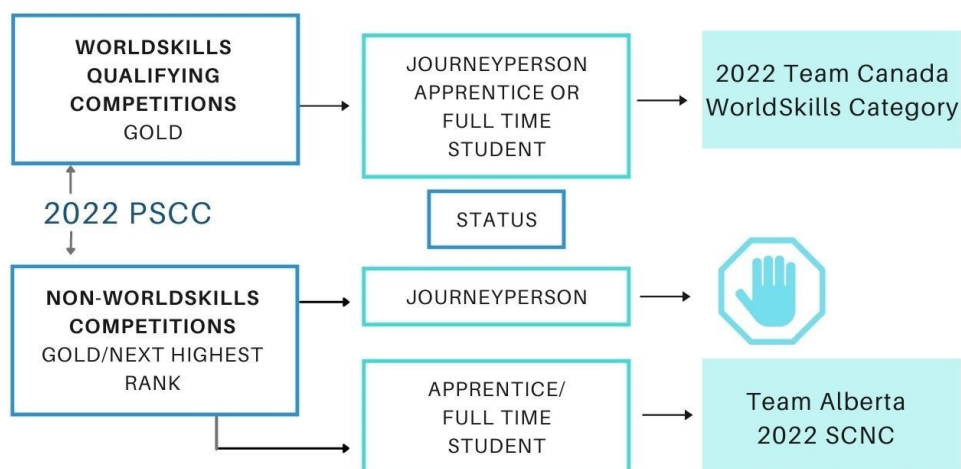 WORLDSKILLS
QUALIFYING
COMPETITIONS
GOLD
JOURNEYPERSON
APPRENTICE OR
FULL TIME
STUDENT
2022 Team Canada
WorldSkills Category
2022 PSCC
STATUS
NON-WORLDSKILLS
COMPETITIONS
GOLD/NEXT HIGHEST
RANK
JOURNEYPERSON
APPRENTICE/
FULL TIME
STUDENT
Team Alberta
2022 SCNC